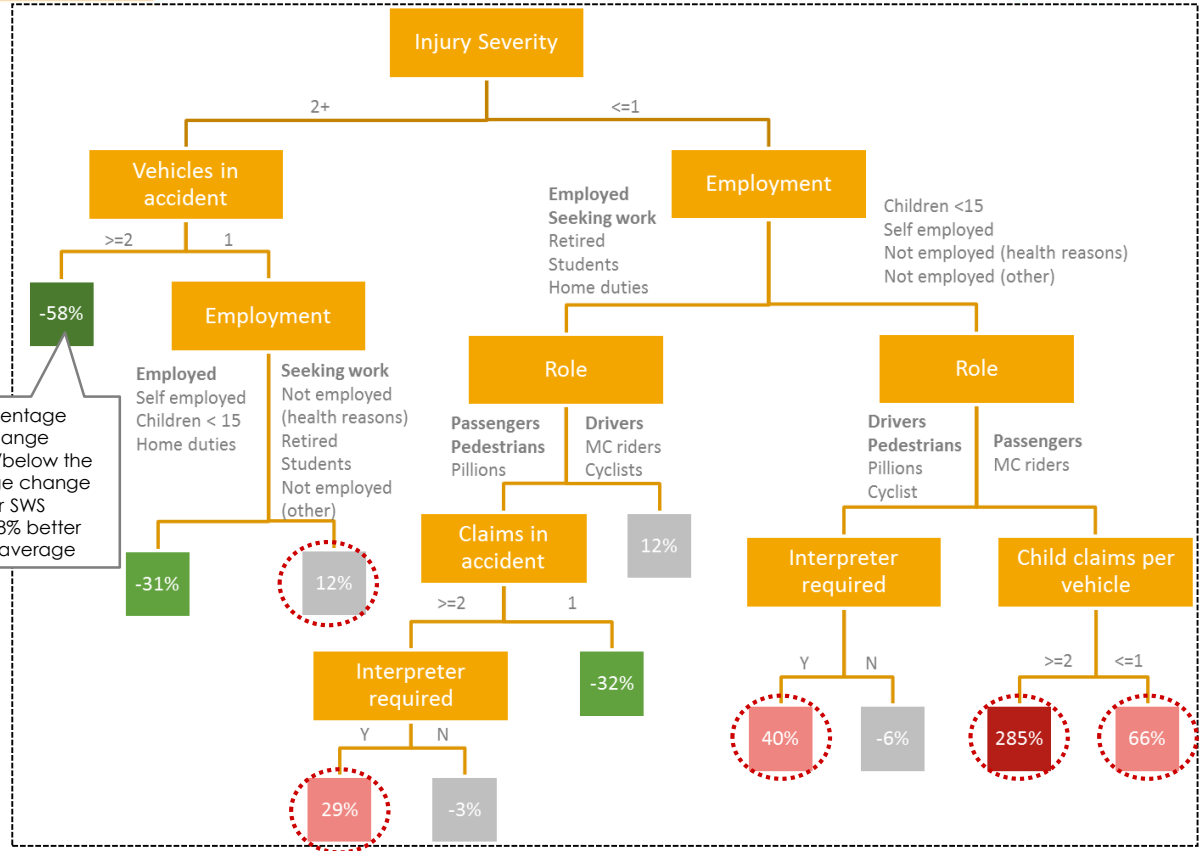 Injury Severity
2+
<=1
Vehicles in
accident
Employment
Employed
Seeking work
Retired
Students
Home duties
Children <15
Self employed
Not employed (health reasons)
Not employed (other)
>=2
1
-58%
Employment
Employed
Self employed
Children < 15
Home duties
Seeking work
Not employed
(health reasons)
Retired
Students
Not employed
(other)
Role
Role
Passengers
Pedestrians
Pillions
Drivers
MC riders
Cyclists
Drivers
Pedestrians
Pillions
Cyclist
Passengers
MC riders
change
below the
change
SWS
better
average
-31%
12%
Claims in
accident
12%
Interpreter
required
Child claims per
vehicle
>=2
1
Interpreter
required
-32%
Y
N
>=2
<=1
40%
-6%
285%
66%
Y
N
29%
-3%